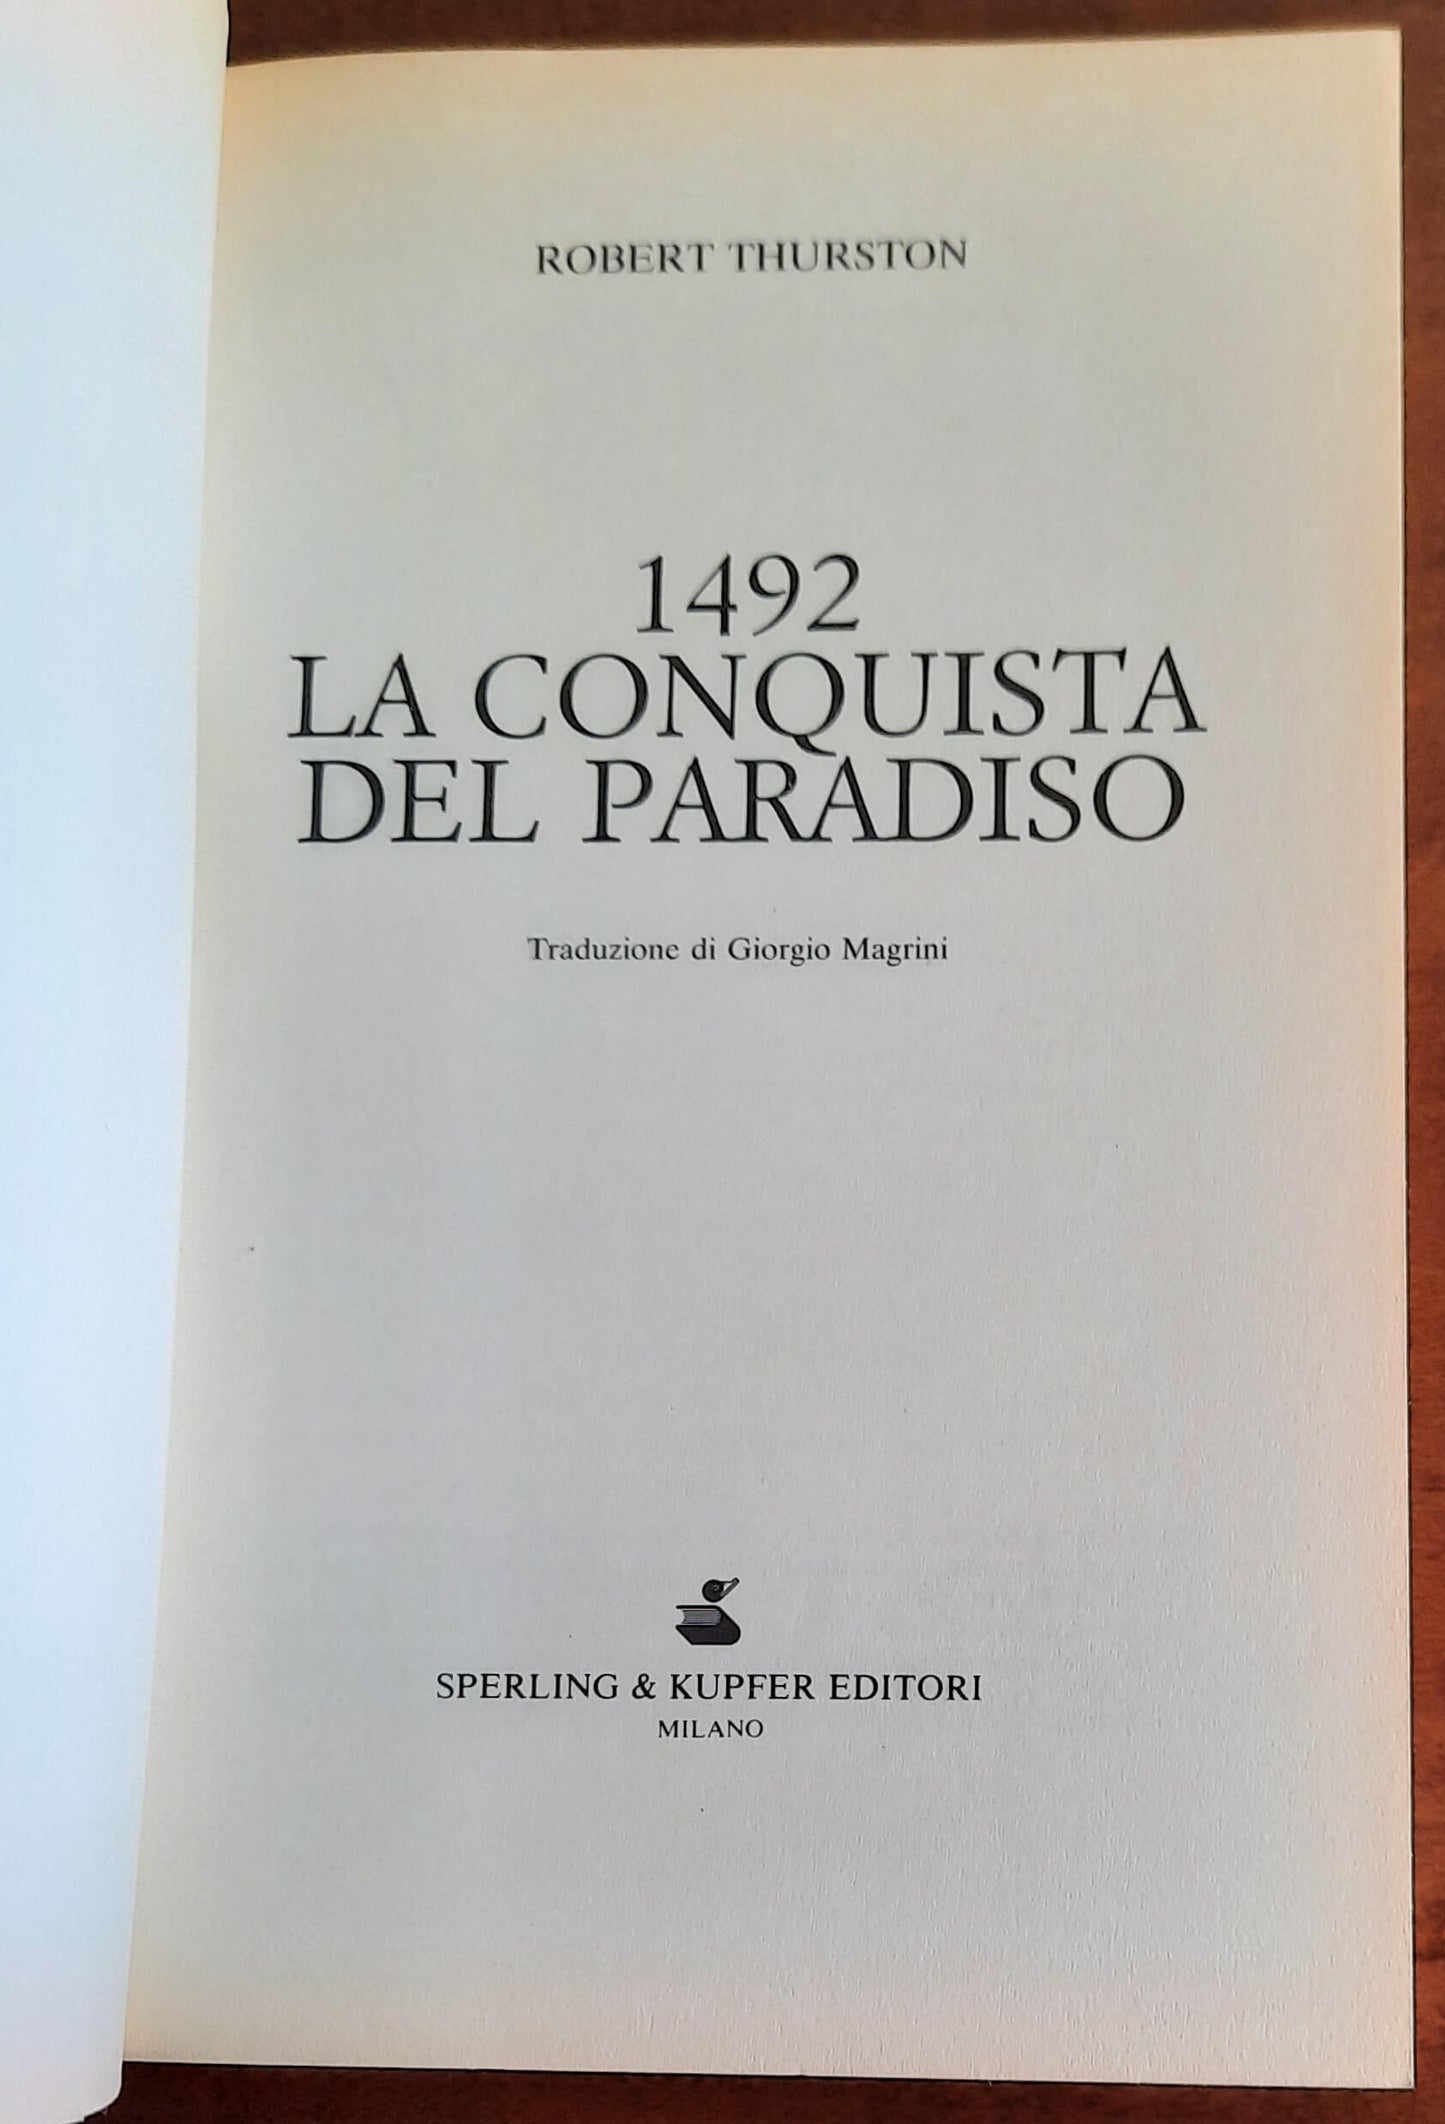 ROBERT THURSTON
1492
LA CONQUISTA
DEL PARADISO
Traduzione di Giorgio Magrini
SPERLING & KUPFER EDITORI
MILANO